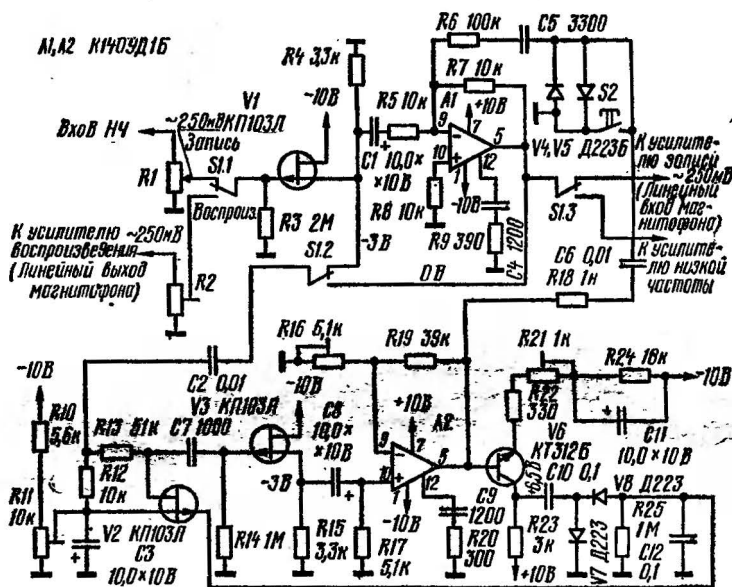 А1,А2 К140УД1Б
R4 3,3к
R6 100к
C5 3300
R7 10к
S2
-10В
V1
~250мВ КП103Л
Вход НЧ
Запись
R5 10к
А1
+10В
9
7
5
10
12
1
-10В
C1 10,0×
×10В
V4,V5 Д223Б
R1
S1.1
Воспроиз.
R3 2М
R8 10к
R9 390
C4 1200
К усилите-
лю записи
~250мВ
(Линейный
вход маг-
нитофона)
S1.3
К усилителю ~250мВ
воспроизведения
(Линейный выход
магнитофона)
R2
-3В
S1.2
0В
C6 0,01
R18 1к
К усилите-
лю низкой
частоты
R16 5,1к
R19 39к
R21 1к
R24 16к
-10В
C2 0,01
-10В
R10
5,6к
V3 КП103Л
-10В
C8
10,0×
×10В
+10В
А2
R22
330
V6
КТ312Б
C11
10,0×10В
R13 51к
C7 1000
9
7
5
10
12
1
-10В
-3В
+6,5В
C10 0,1
V8 Д223
R12
10к
R11
10к
V2 КП103Л
C3
10,0×10В
R14 1М
R15
3,3к
R17
5,1к
C9
1200
R20
300
R23
3к
+10В
V7 Д223
R25
1М
C12
0,1